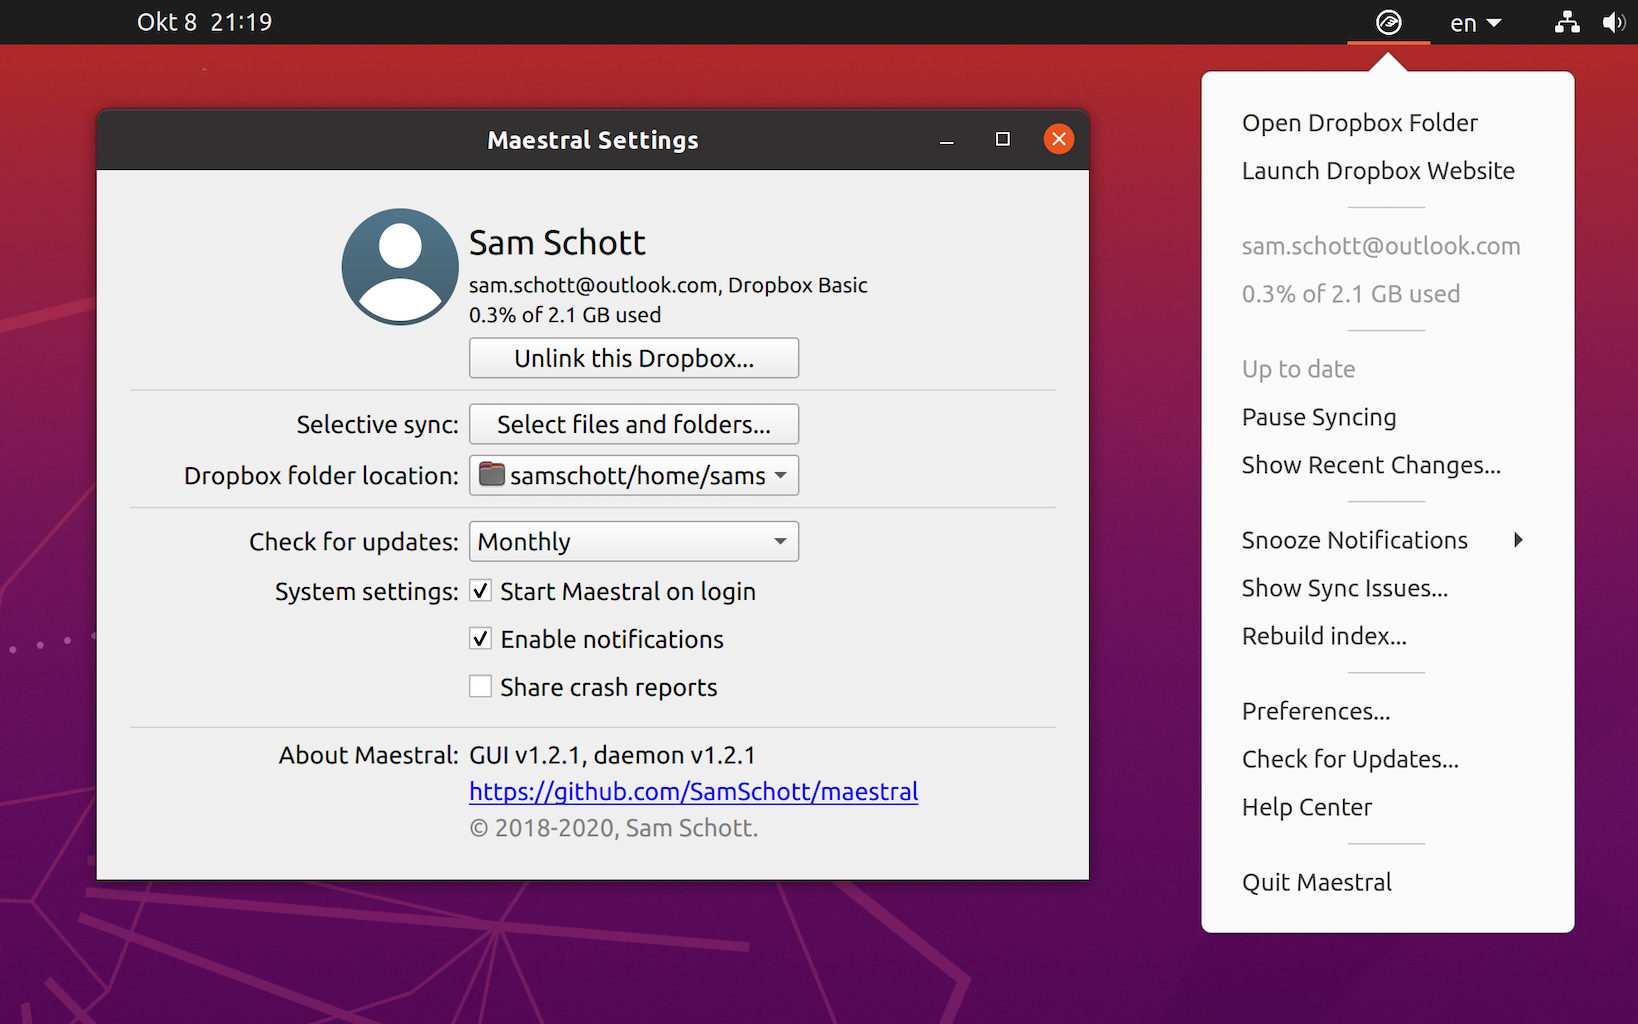 Okt 8 21:19
en
Maestral Settings
Sam Schott
sam.schott@outlook.com, Dropbox Basic
0.3% of 2.1 GB used
Unlink this Dropbox...
Selective sync: Select files and folders...
Dropbox folder location: samschott/home/sams
Check for updates: Monthly
System settings: Start Maestral on login
Enable notifications
Share crash reports
About Maestral: GUI v1.2.1, daemon v1.2.1
https://github.com/SamSchott/maestral
© 2018-2020, Sam Schott.
Open Dropbox Folder
Launch Dropbox Website
sam.schott@outlook.com
0.3% of 2.1 GB used
Up to date
Pause Syncing
Show Recent Changes...
Snooze Notifications
Show Sync Issues...
Rebuild index...
Preferences...
Check for Updates...
Help Center
Quit Maestral